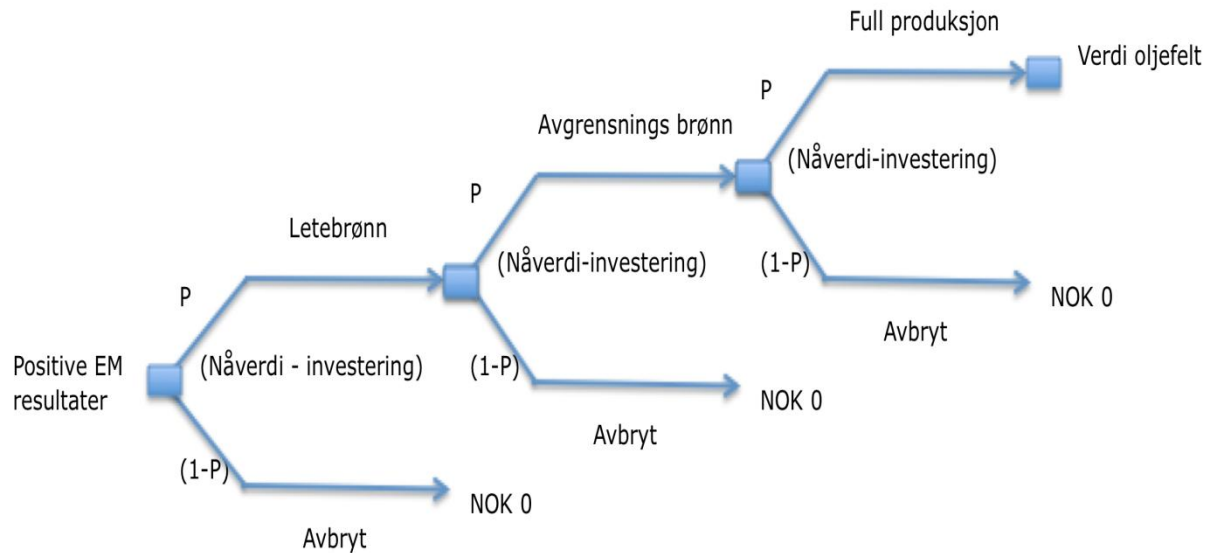 Full produksjon
Verdi oljefelt
P
Avgrensnings brønn
(Nåverdi-investering)
P
Letebrønn
(1-P)
(Nåverdi-investering)
NOK 0
P
Avbryt
Positive EM
resultater
(Nåverdi - investering)
(1-P)
NOK 0
Avbryt
(1-P)
NOK 0
Avbryt